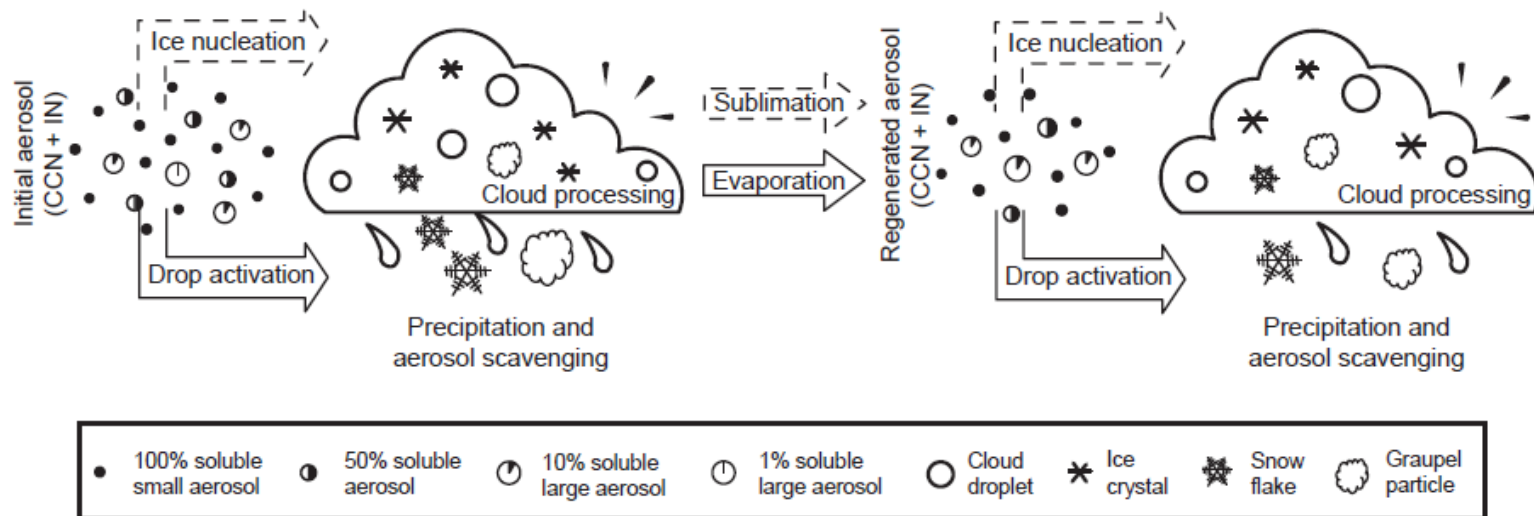 Ice nucleation
Initial aerosol
(CCN + IN)
Cloud processing
Drop activation
Precipitation and
aerosol scavenging
Sublimation
Evaporation
Ice nucleation
Regenerated aerosol
(CCN + IN)
Cloud processing
Drop activation
Precipitation and
aerosol scavenging
100% soluble
small aerosol
50% soluble
aerosol
10% soluble
large aerosol
1% soluble
large aerosol
Cloud
droplet
Ice
crystal
Snow
flake
Graupel
particle